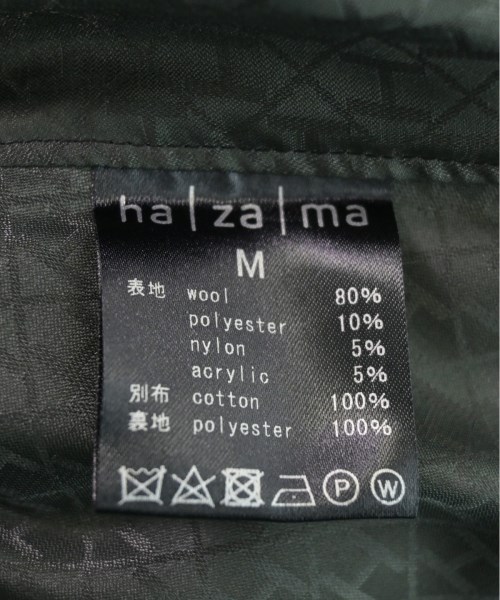 ha|za|ma
M
表地 wool 80%
polyester 10%
nylon 5%
acrylic 5%
別布 cotton 100%
裏地 polyester 100%
P W